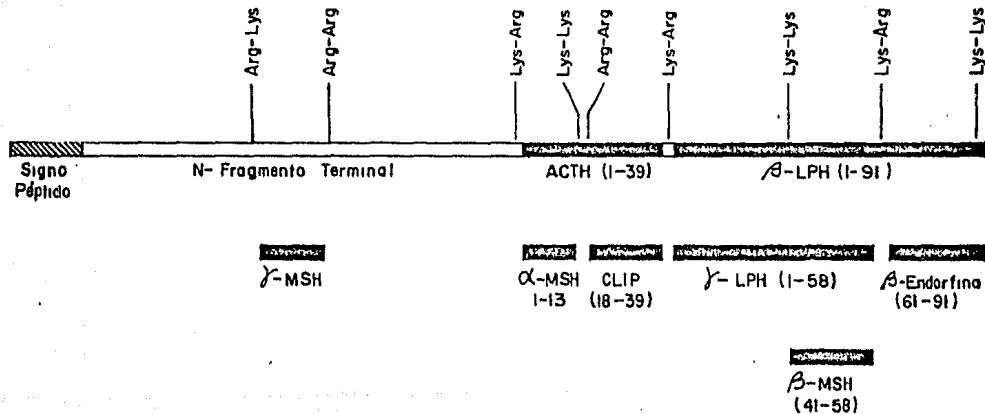 Arg-Lys
Arg-Arg
Lys-Arg
Lys-Lys
Arg-Arg
Lys-Arg
Lys-Lys
Lys-Arg
Lys-Lys
Signo
Péptido
N- Fragmento Terminal
ACTH (1-39)
β-LPH (1-91)
γ-MSH
α-MSH
1-13
CLIP
(18-39)
γ-LPH (1-58)
β-Endorfina
(61-91)
β-MSH
(41-58)